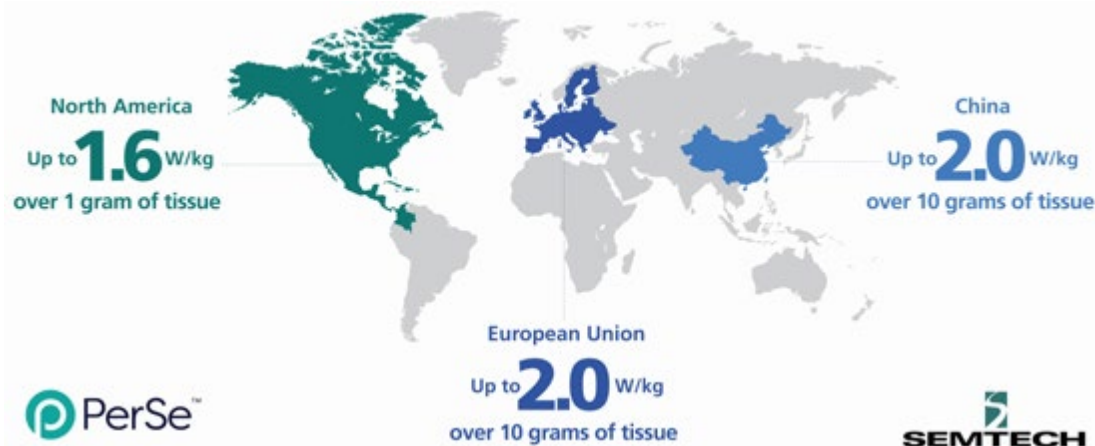 North America
Up to 1.6 W/kg
over 1 gram of tissue
China
Up to 2.0 W/kg
over 10 grams of tissue
European Union
Up to 2.0 W/kg
over 10 grams of tissue
PerSe™
SEMTECH